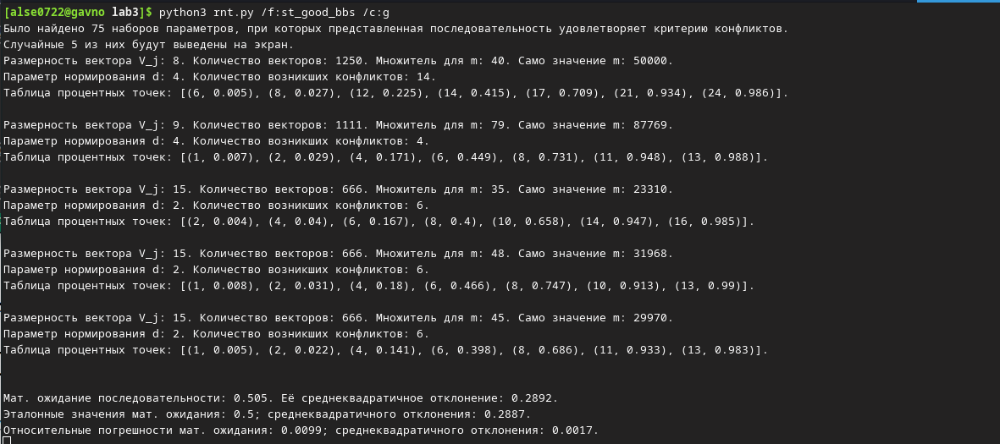 [alse0722@gavno lab3]$ python3 rnt.py /f:st_good_bbs /c:g
Было найдено 75 наборов параметров, при которых представленная последовательность удовлетворяет критерию конфликтов.
Случайные 5 из них будут выведены на экран.
Размерность вектора V_j: 8. Количество векторов: 1250. Множитель для m: 40. Само значение m: 50000.
Параметр нормирования d: 4. Количество возникших конфликтов: 14.
Таблица процентных точек: [(6, 0.005), (8, 0.027), (12, 0.225), (14, 0.415), (17, 0.709), (21, 0.934), (24, 0.986)].
Размерность вектора V_j: 9. Количество векторов: 1111. Множитель для m: 79. Само значение m: 87769.
Параметр нормирования d: 4. Количество возникших конфликтов: 4.
Таблица процентных точек: [(1, 0.007), (2, 0.029), (4, 0.171), (6, 0.449), (8, 0.731), (11, 0.948), (13, 0.988)].
Размерность вектора V_j: 15. Количество векторов: 666. Множитель для m: 35. Само значение m: 23310.
Параметр нормирования d: 2. Количество возникших конфликтов: 6.
Таблица процентных точек: [(2, 0.004), (4, 0.04), (6, 0.167), (8, 0.4), (10, 0.658), (14, 0.947), (16, 0.985)].
Размерность вектора V_j: 15. Количество векторов: 666. Множитель для m: 48. Само значение m: 31968.
Параметр нормирования d: 2. Количество возникших конфликтов: 6.
Таблица процентных точек: [(1, 0.008), (2, 0.031), (4, 0.18), (6, 0.466), (8, 0.747), (10, 0.913), (13, 0.99)].
Размерность вектора V_j: 15. Количество векторов: 666. Множитель для m: 45. Само значение m: 29970.
Параметр нормирования d: 2. Количество возникших конфликтов: 6.
Таблица процентных точек: [(1, 0.005), (2, 0.022), (4, 0.141), (6, 0.398), (8, 0.686), (11, 0.933), (13, 0.983)].
Мат. ожидание последовательности: 0.505. Её среднеквадратичное отклонение: 0.2892.
Эталонные значения мат. ожидания: 0.5; среднеквадратичного отклонения: 0.2887.
Относительные погрешности мат. ожидания: 0.0099; среднеквадратичного отклонения: 0.0017.